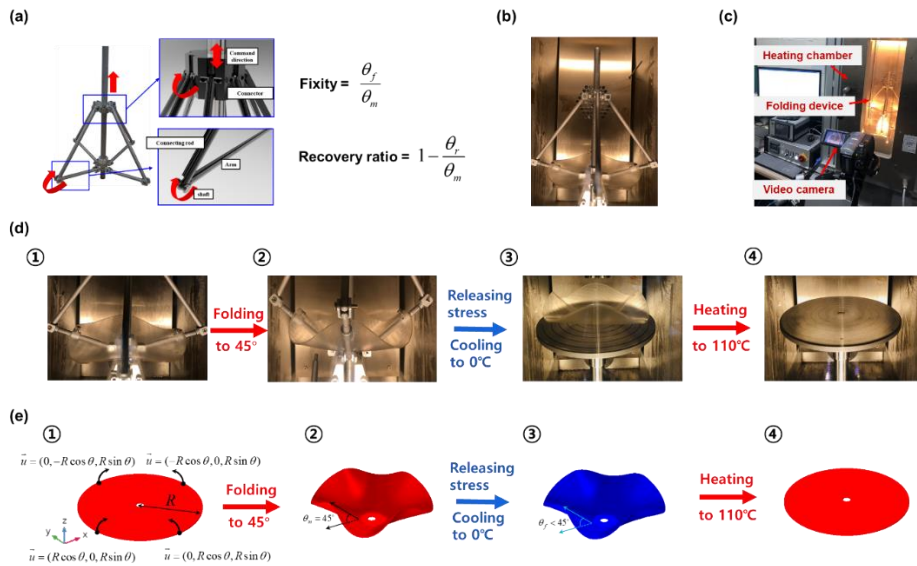 (a)
Command
direction
Connector
Connecting rod
Arm
shaft
Fixity = θf / θm
Recovery ratio = 1 − θr / θm
(b)
(c)
Heating chamber
Folding device
Video camera
(d)
①
Folding
to 45°
②
Releasing
stress
Cooling
to 0℃
③
Heating
to 110℃
④
(e)
①
u⃗ = (0,−R cos θ, R sin θ)
u⃗ = (−R cos θ, 0, R sin θ)
R
z
y
x
u⃗ = (R cos θ, 0, R sin θ)
u⃗ = (0, R cos θ, R sin θ)
Folding
to 45°
②
= 45°
Releasing
stress
Cooling
to 0℃
③
θf < 45°
Heating
to 110℃
④